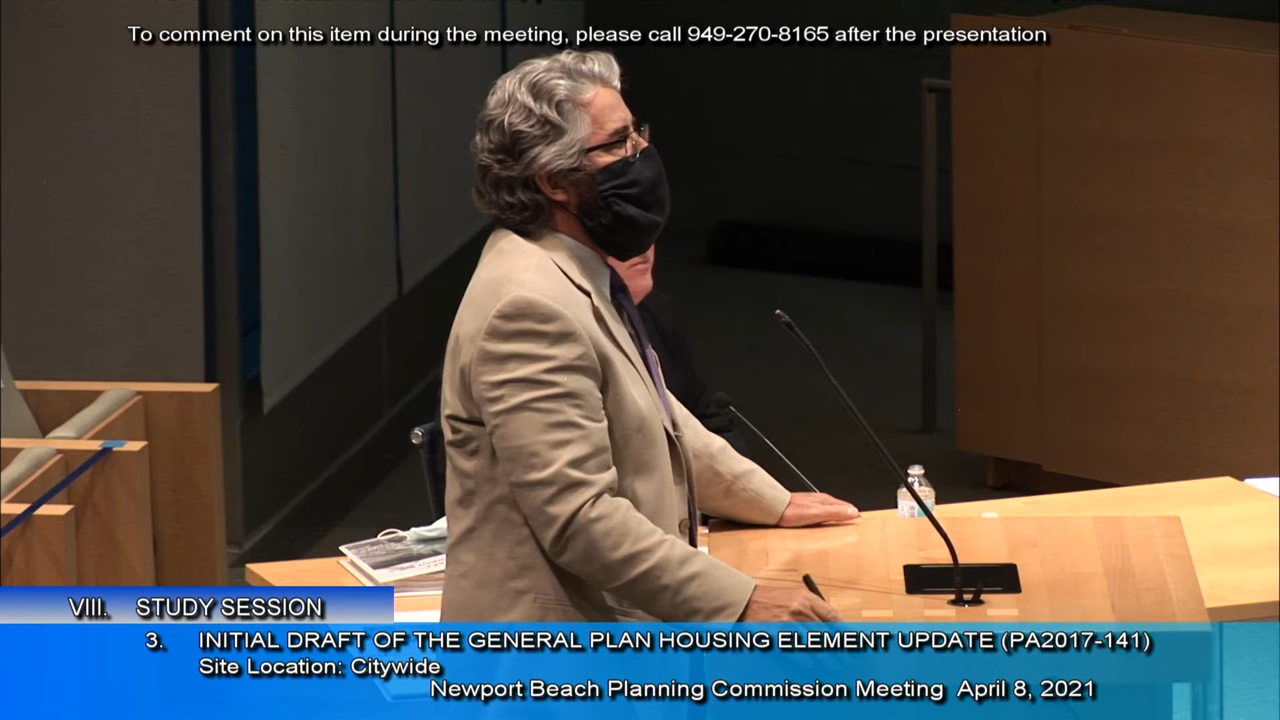 To comment on this item during the meeting, please call 949-270-8165 after the presentation
VIII. STUDY SESSION
3. INITIAL DRAFT OF THE GENERAL PLAN HOUSING ELEMENT UPDATE (PA2017-141)
Site Location: Citywide
Newport Beach Planning Commission Meeting April 8, 2021